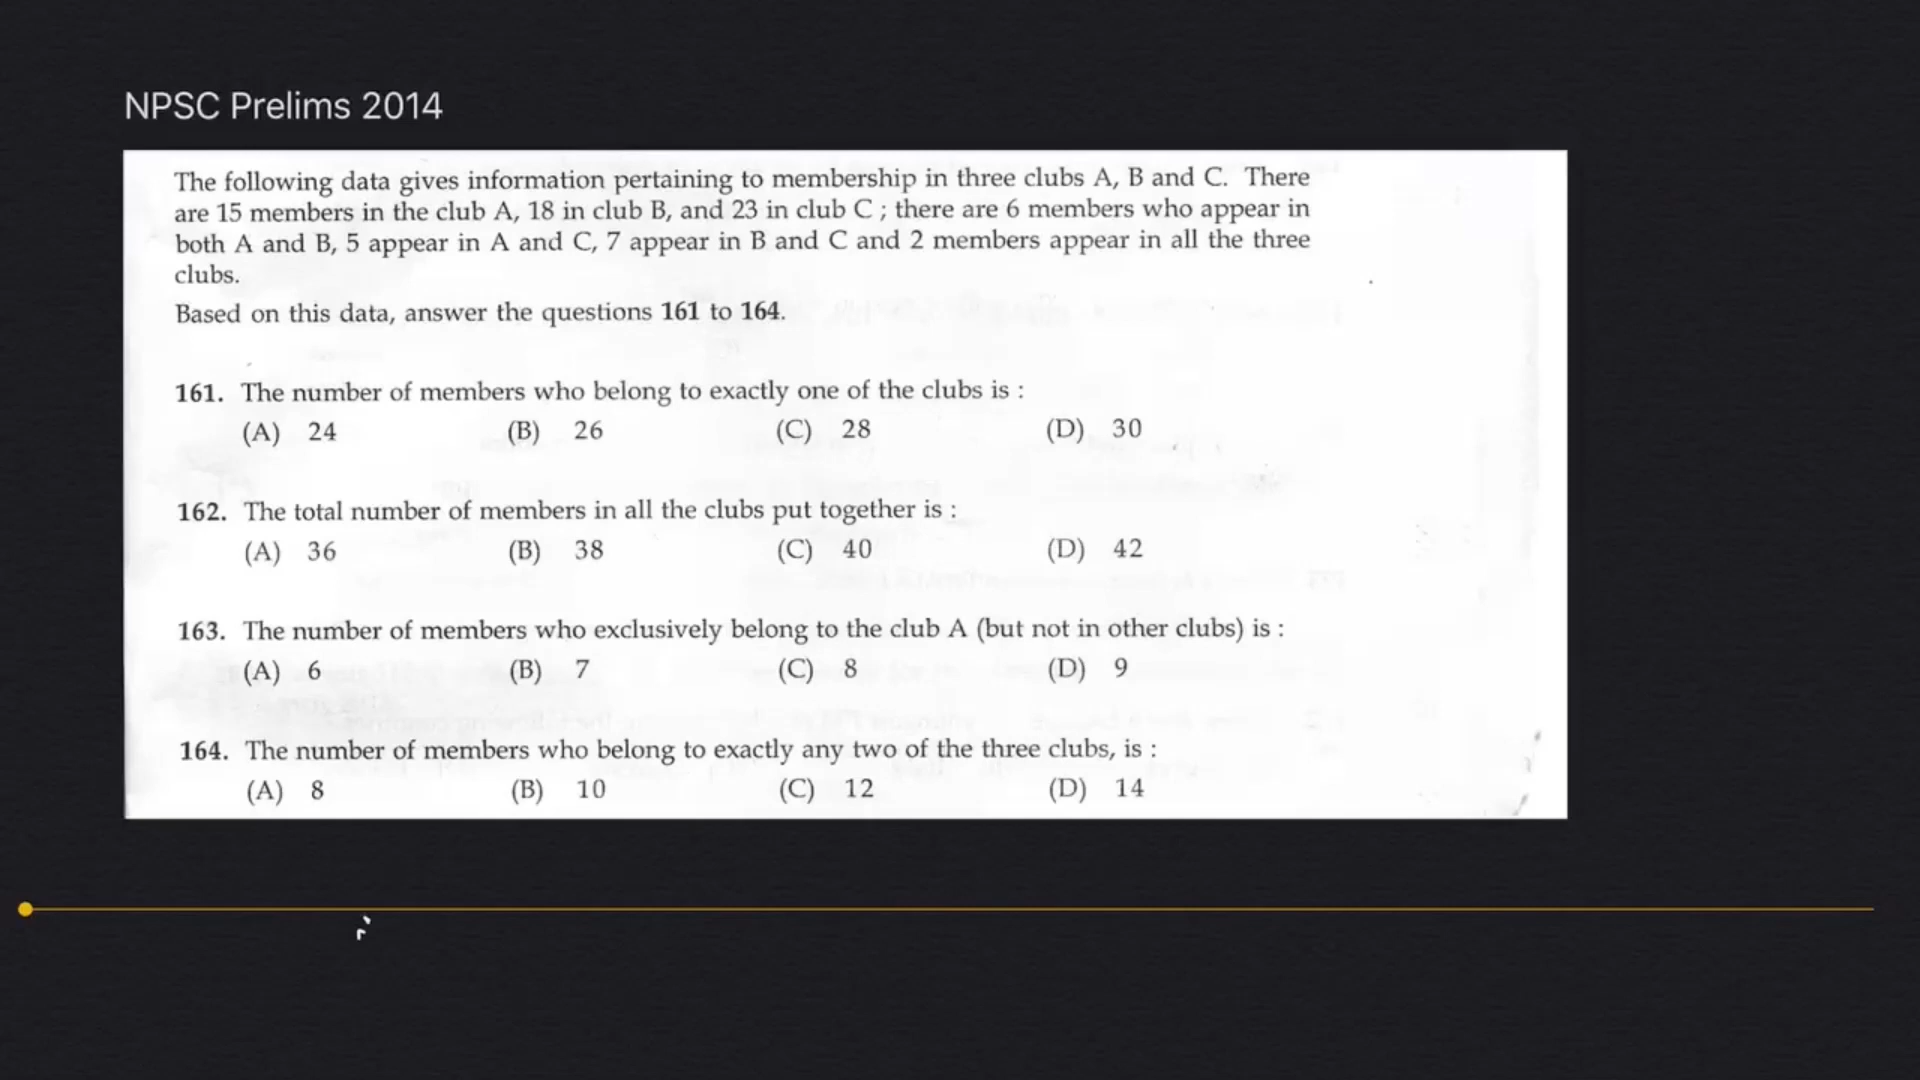 NPSC Prelims 2014
The following data gives information pertaining to membership in three clubs A, B and C. There
are 15 members in the club A, 18 in club B, and 23 in club C ; there are 6 members who appear in
both A and B, 5 appear in A and C, 7 appear in B and C and 2 members appear in all the three
clubs.
Based on this data, answer the questions 161 to 164.
161. The number of members who belong to exactly one of the clubs is :
(A) 24 (B) 26 (C) 28 (D) 30
162. The total number of members in all the clubs put together is :
(A) 36 (B) 38 (C) 40 (D) 42
163. The number of members who exclusively belong to the club A (but not in other clubs) is :
(A) 6 (B) 7 (C) 8 (D) 9
164. The number of members who belong to exactly any two of the three clubs, is :
(A) 8 (B) 10 (C) 12 (D) 14